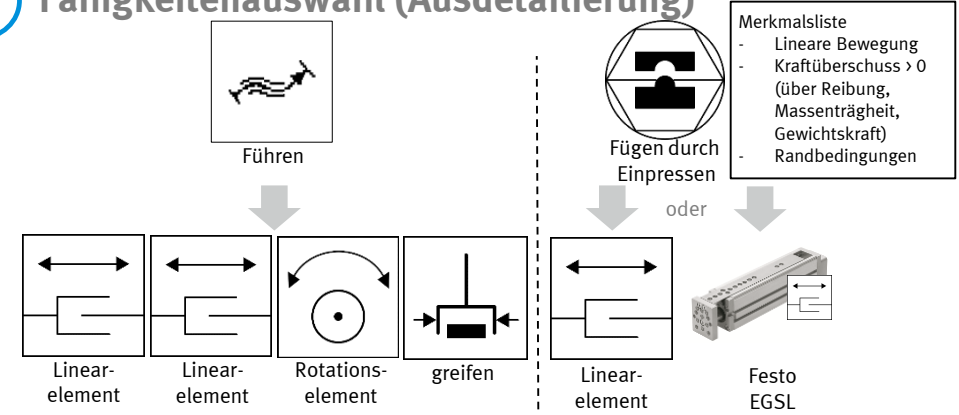 Fähigkeitenauswahl (Ausdetaillierung)
Führen
Linear-
element
Linear-
element
Rotations-
element
greifen
Fügen durch
Einpressen
Merkmalsliste
- Lineare Bewegung
- Kraftüberschuss > 0
(über Reibung,
Massenträgheit,
Gewichtskraft)
- Randbedingungen
oder
Linear-
element
Festo
EGSL